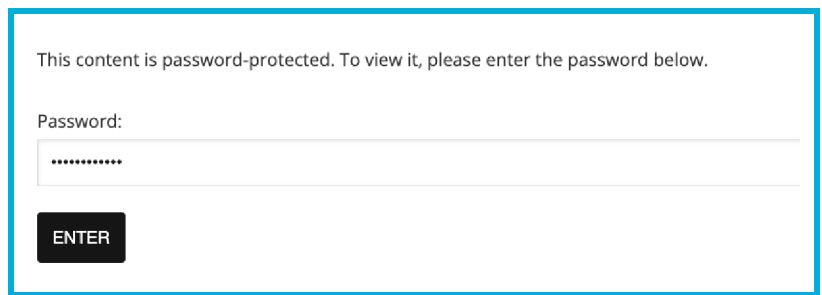 This content is password-protected. To view it, please enter the password below.
Password:
••••••••••••
ENTER